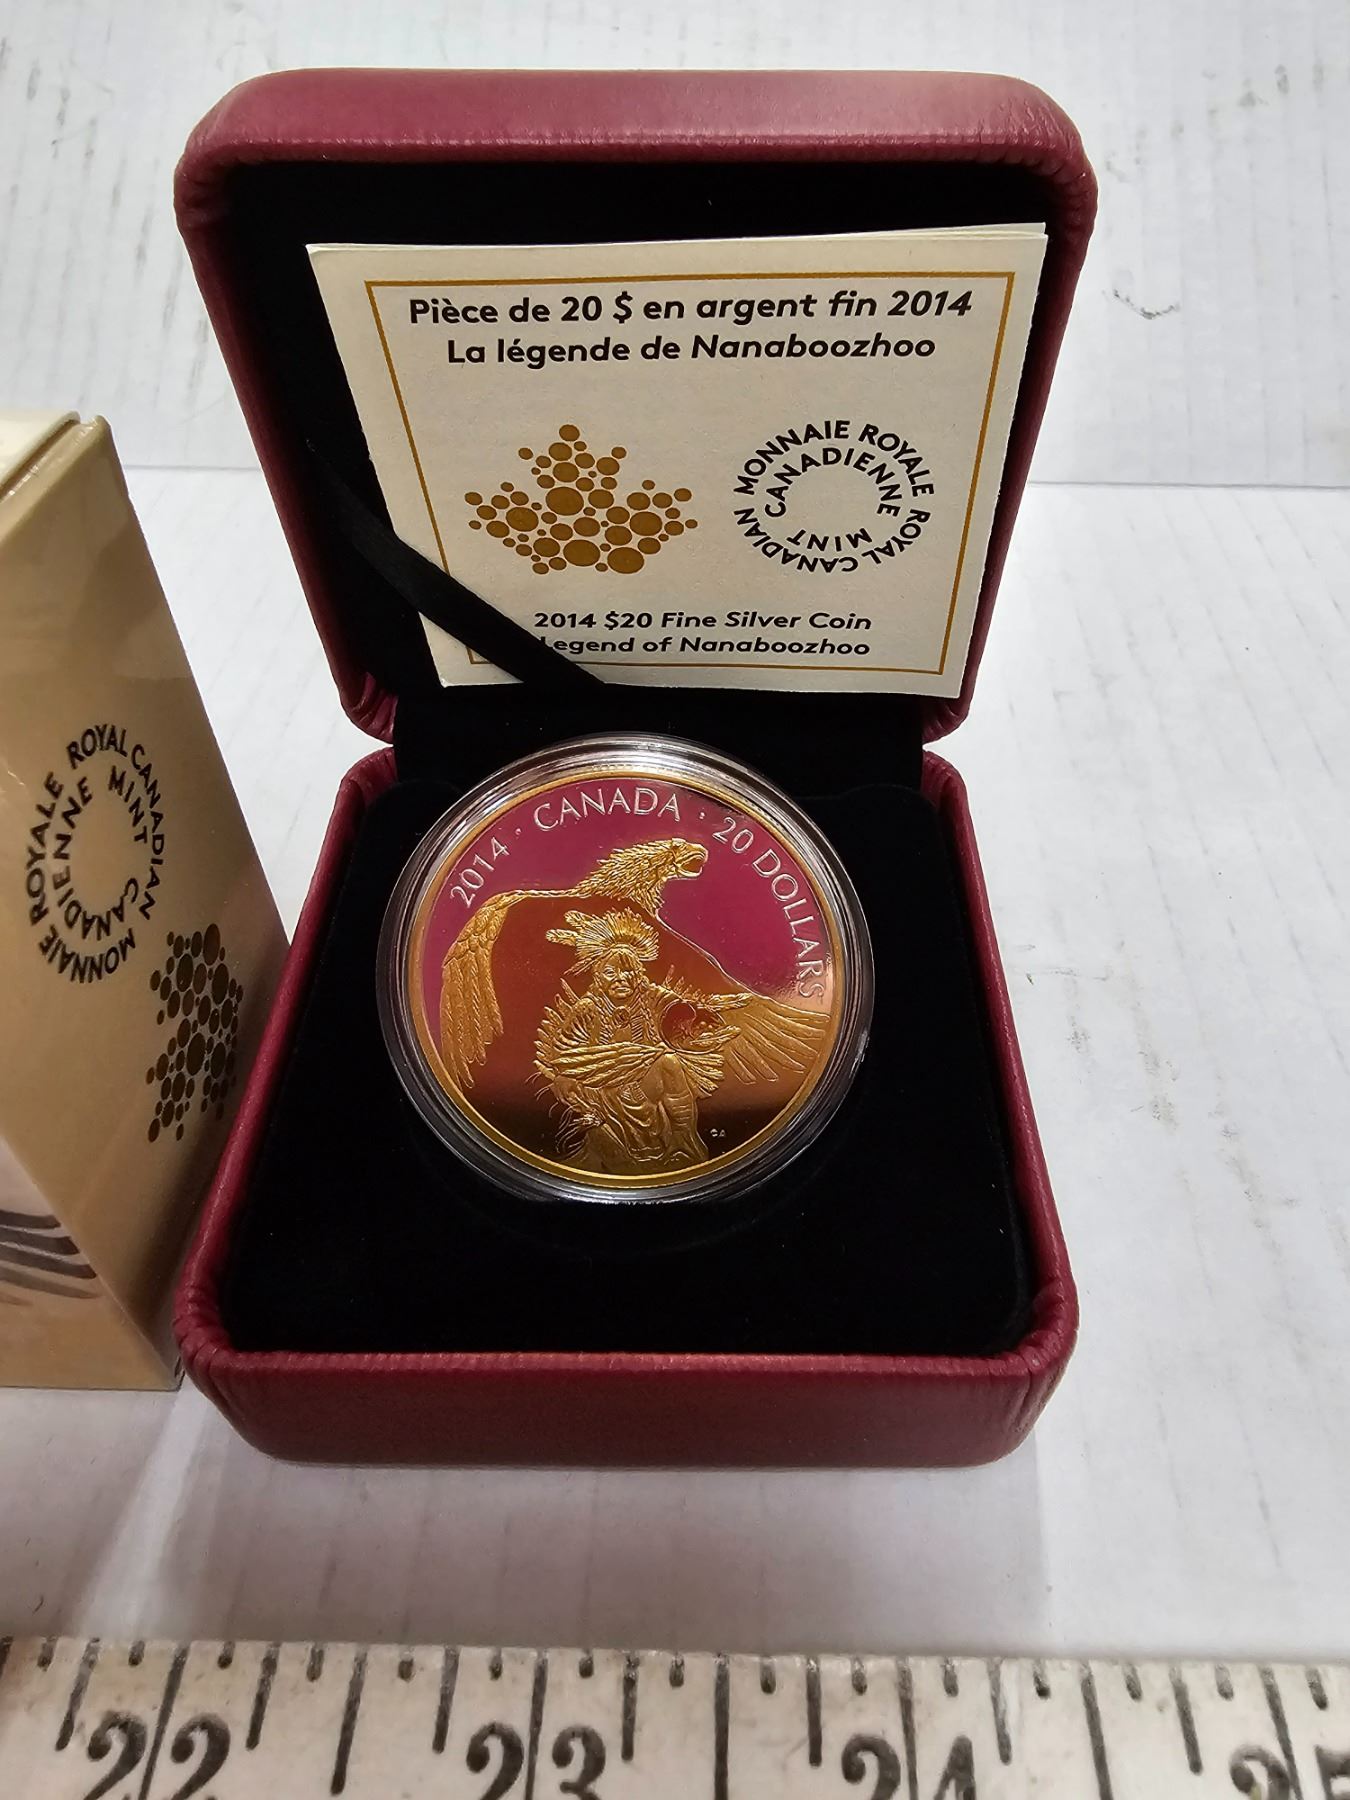 Pièce de 20 $ en argent fin 2014
La légende de Nanaboozhoo
MONNAIE ROYALE
CANADIENNE
ROYAL CANADIAN
MINT
2014 $20 Fine Silver Coin
Legend of Nanaboozhoo
2014 · CANADA · 20 DOLLARS
CA
ROYAL CANADIAN
MINT
MONNAIE ROYALE
CANADIENNE
22 23 24 25